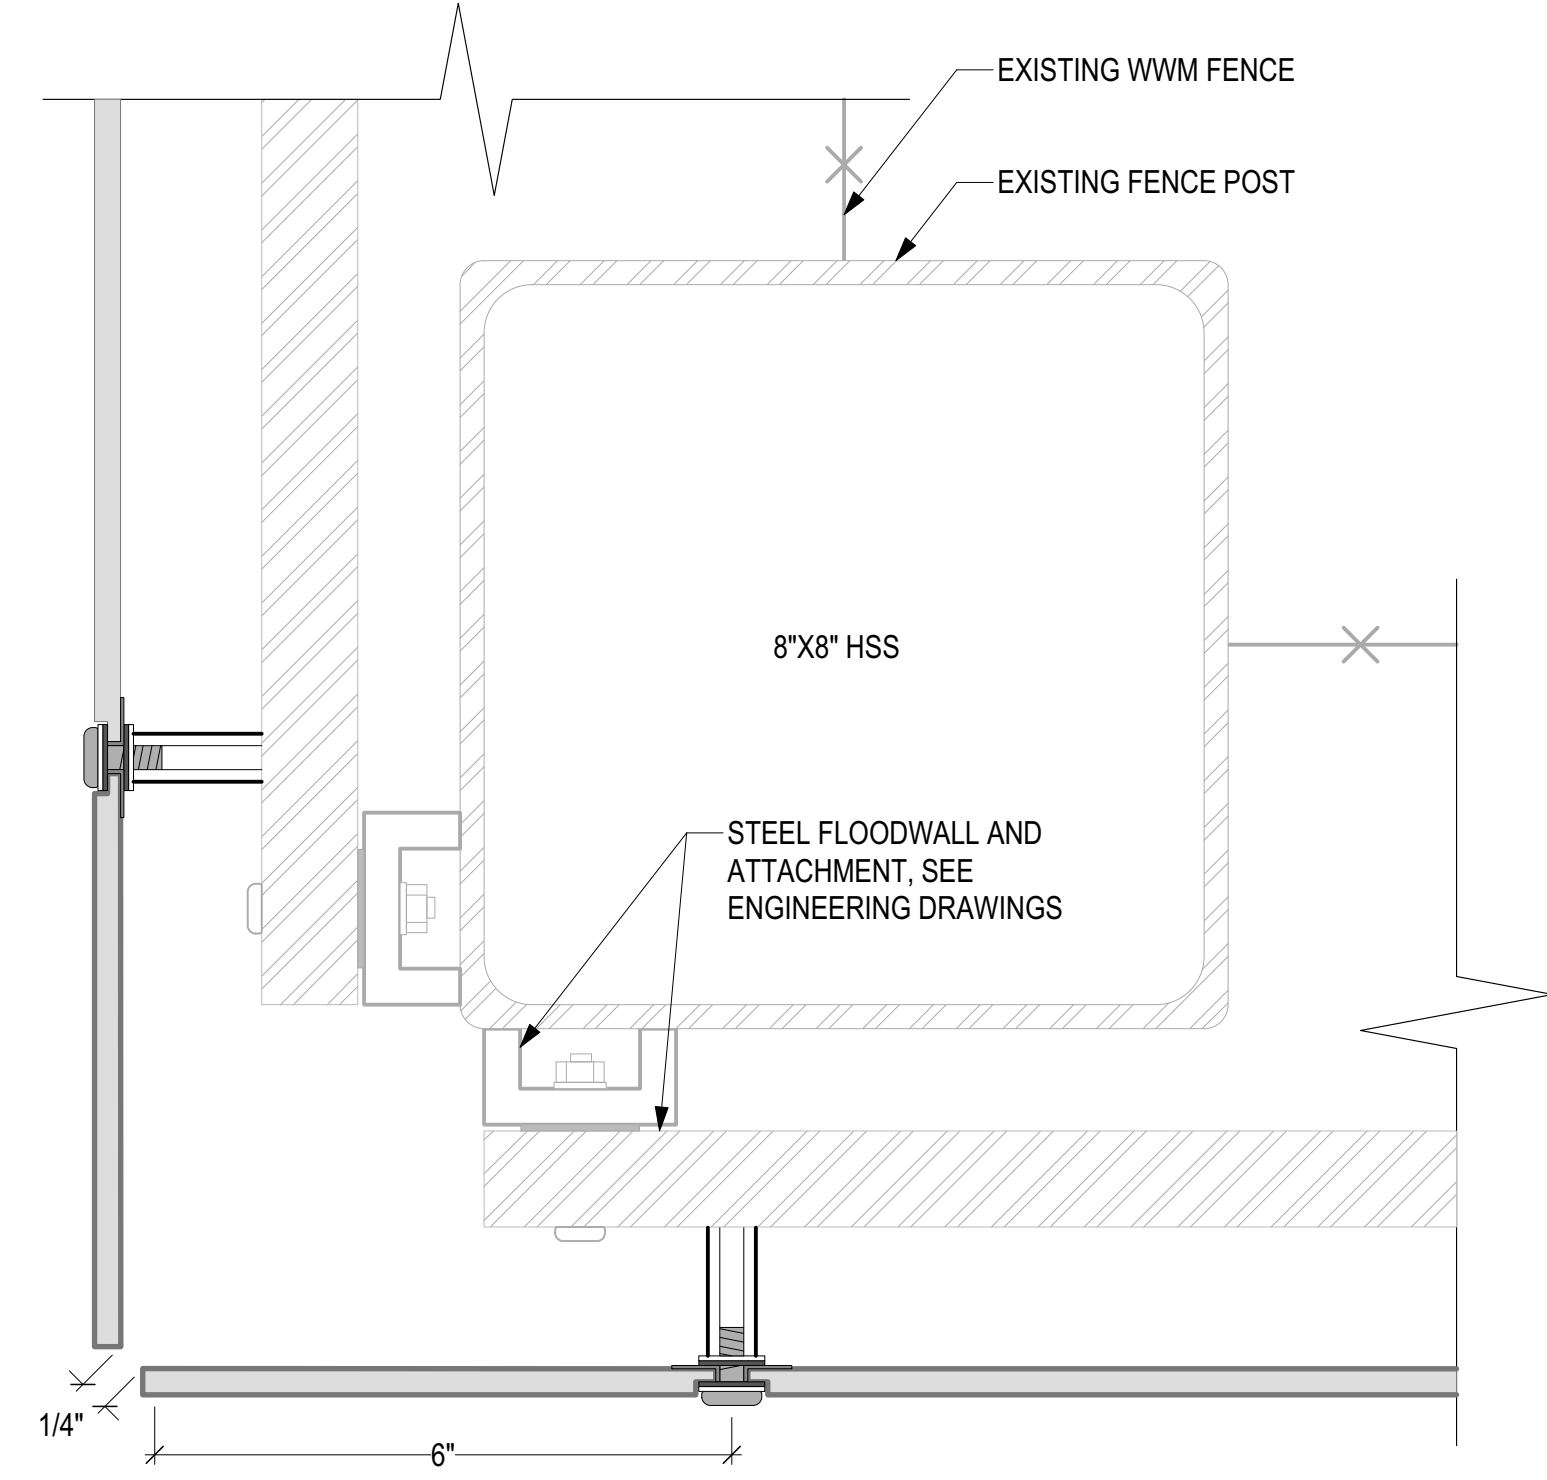 EXISTING WWM FENCE
EXISTING FENCE POST
8"X8" HSS
STEEL FLOODWALL AND
ATTACHMENT, SEE
ENGINEERING DRAWINGS
1/4"
6"